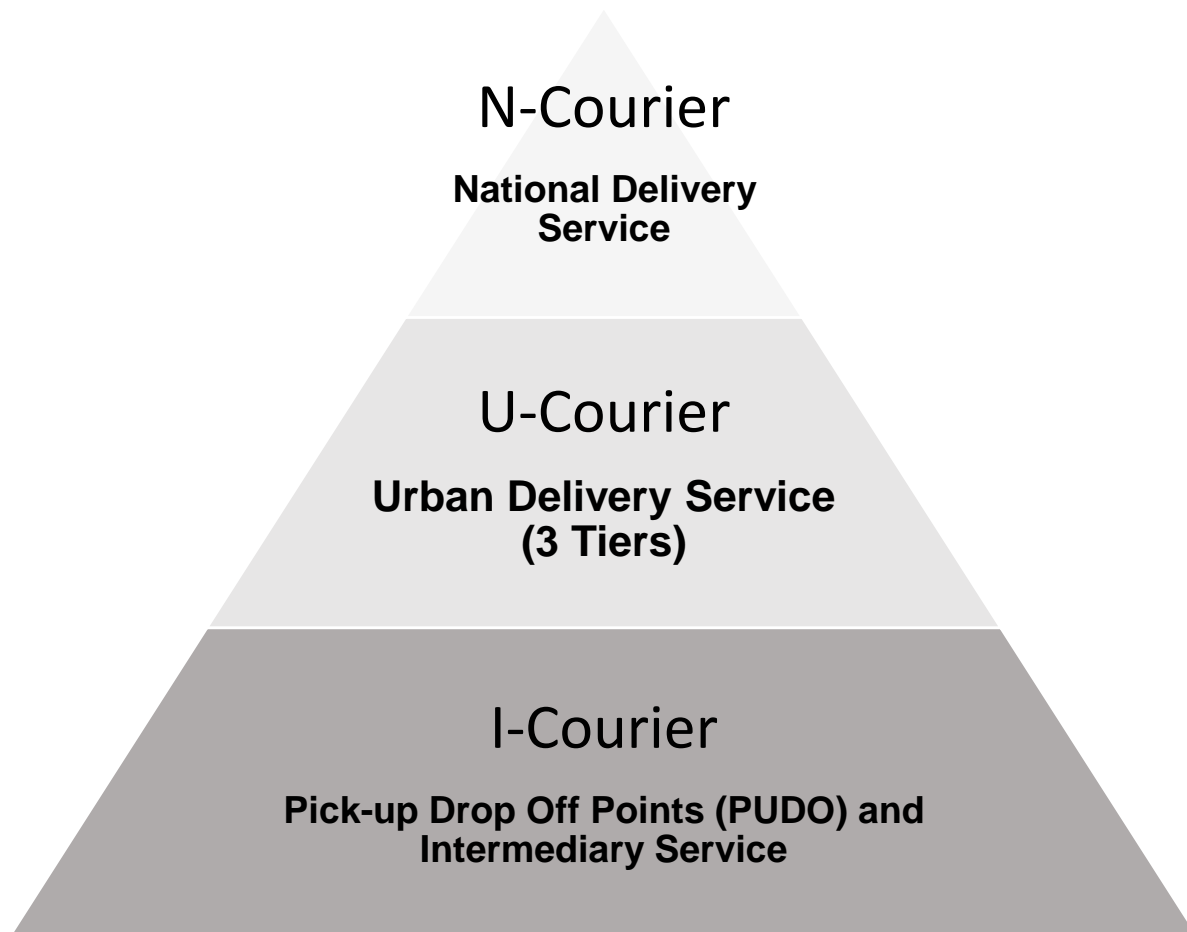 N-Courier
National Delivery
Service
U-Courier
Urban Delivery Service
(3 Tiers)
I-Courier
Pick-up Drop Off Points (PUDO) and
Intermediary Service